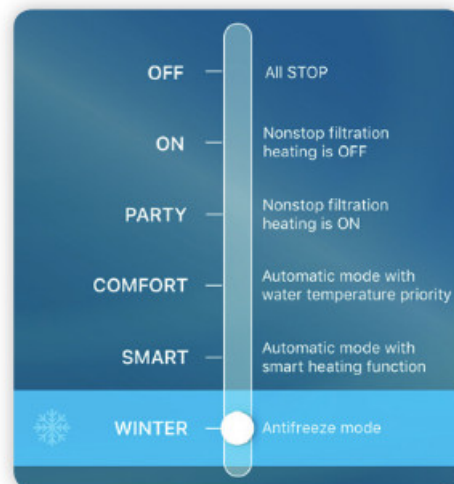 OFF All STOP
ON Nonstop filtration
heating is OFF
PARTY Nonstop filtration
heating is ON
COMFORT Automatic mode with
water temperature priority
SMART Automatic mode with
smart heating function
WINTER Antifreeze mode